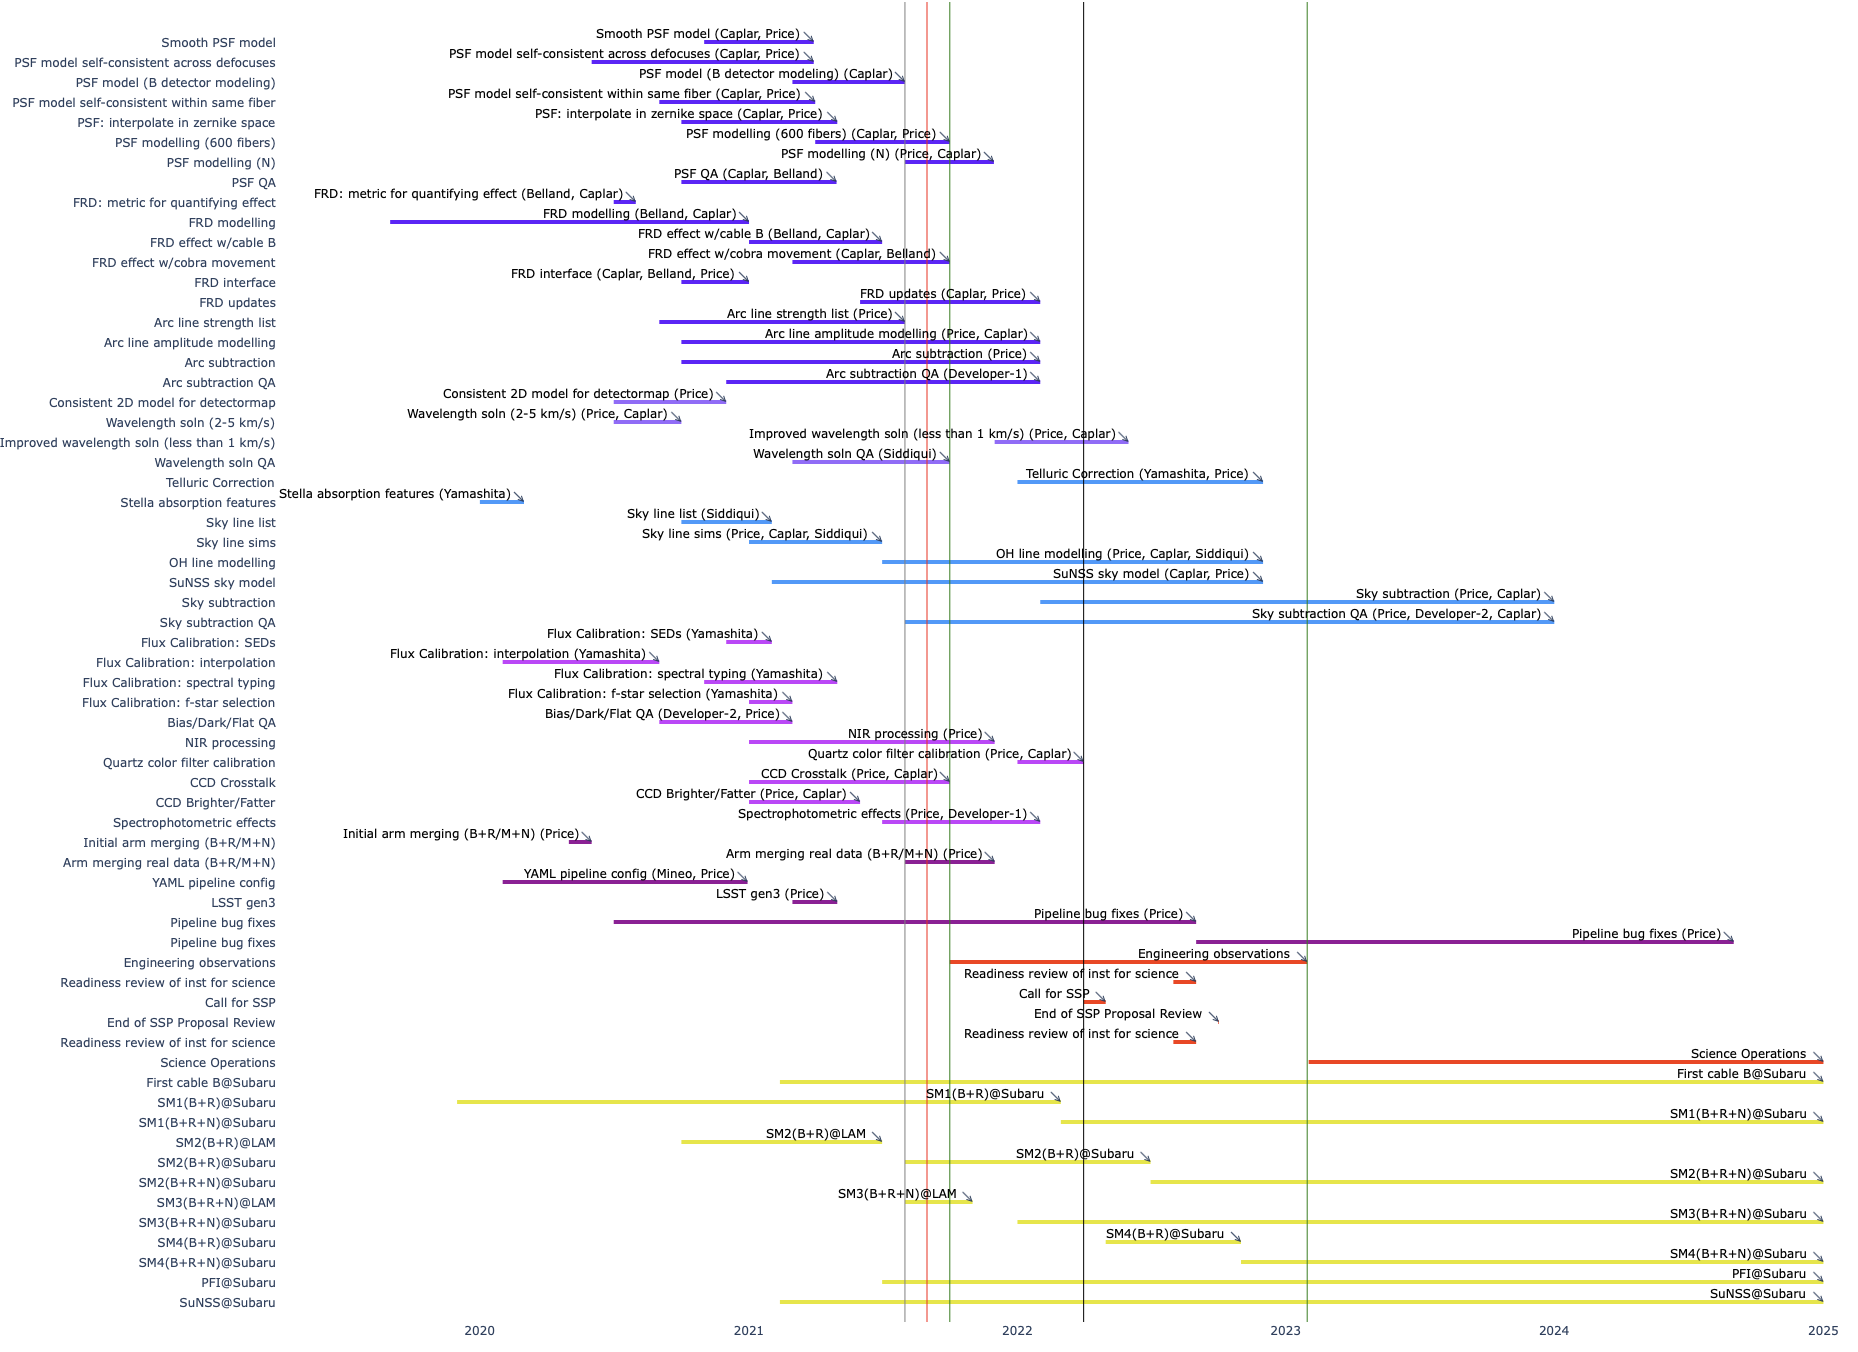 Smooth PSF model (Caplar, Price)
Smooth PSF model
PSF model self-consistent across defocuses (Caplar, Price)
PSF model self-consistent across defocuses
PSF model (B detector modeling) (Caplar)
PSF model (B detector modeling)
PSF model self-consistent within same fiber (Caplar, Price)
PSF model self-consistent within same fiber
PSF: interpolate in zernike space (Caplar, Price)
PSF: interpolate in zernike space
PSF modelling (600 fibers) (Caplar, Price)
PSF modelling (600 fibers)
PSF modelling (N) (Price, Caplar)
PSF modelling (N)
PSF QA (Caplar, Belland)
PSF QA
FRD: metric for quantifying effect (Belland, Caplar)
FRD: metric for quantifying effect
FRD modelling (Belland, Caplar)
FRD modelling
FRD effect w/cable B (Belland, Caplar)
FRD effect w/cable B
FRD effect w/cobra movement (Caplar, Belland)
FRD effect w/cobra movement
FRD interface (Caplar, Belland, Price)
FRD interface
FRD updates (Caplar, Price)
FRD updates
Arc line strength list (Price)
Arc line strength list
Arc line amplitude modelling (Price, Caplar)
Arc line amplitude modelling
Arc subtraction (Price)
Arc subtraction
Arc subtraction QA (Developer-1)
Arc subtraction QA
Consistent 2D model for detectormap (Price)
Consistent 2D model for detectormap
Wavelength soln (2-5 km/s) (Price, Caplar)
Wavelength soln (2-5 km/s)
Improved wavelength soln (less than 1 km/s) (Price, Caplar)
Improved wavelength soln (less than 1 km/s)
Wavelength soln QA (Siddiqui)
Wavelength soln QA
Telluric Correction (Yamashita, Price)
Telluric Correction
Stella absorption features (Yamashita)
Stella absorption features
Sky line list (Siddiqui)
Sky line list
Sky line sims (Price, Caplar, Siddiqui)
Sky line sims
OH line modelling (Price, Caplar, Siddiqui)
OH line modelling
SuNSS sky model (Caplar, Price)
SuNSS sky model
Sky subtraction (Price, Caplar)
Sky subtraction
Sky subtraction QA (Price, Developer-2, Caplar)
Sky subtraction QA
Flux Calibration: SEDs (Yamashita)
Flux Calibration: SEDs
Flux Calibration: interpolation (Yamashita)
Flux Calibration: interpolation
Flux Calibration: spectral typing (Yamashita)
Flux Calibration: spectral typing
Flux Calibration: f-star selection (Yamashita)
Flux Calibration: f-star selection
Bias/Dark/Flat QA (Developer-2, Price)
Bias/Dark/Flat QA
NIR processing (Price)
NIR processing
Quartz color filter calibration (Price, Caplar)
Quartz color filter calibration
CCD Crosstalk (Price, Caplar)
CCD Crosstalk
CCD Brighter/Fatter (Price, Caplar)
CCD Brighter/Fatter
Spectrophotometric effects (Price, Developer-1)
Spectrophotometric effects
Initial arm merging (B+R/M+N) (Price)
Initial arm merging (B+R/M+N)
Arm merging real data (B+R/M+N) (Price)
Arm merging real data (B+R/M+N)
YAML pipeline config (Mineo, Price)
YAML pipeline config
LSST gen3 (Price)
LSST gen3
Pipeline bug fixes (Price)
Pipeline bug fixes
Pipeline bug fixes (Price)
Pipeline bug fixes
Engineering observations
Engineering observations
Readiness review of inst for science
Readiness review of inst for science
Call for SSP
Call for SSP
End of SSP Proposal Review
End of SSP Proposal Review
Readiness review of inst for science
Readiness review of inst for science
Science Operations
Science Operations
First cable B@Subaru
First cable B@Subaru
SM1(B+R)@Subaru
SM1(B+R)@Subaru
SM1(B+R+N)@Subaru
SM1(B+R+N)@Subaru
SM2(B+R)@LAM
SM2(B+R)@LAM
SM2(B+R)@Subaru
SM2(B+R)@Subaru
SM2(B+R+N)@Subaru
SM2(B+R+N)@Subaru
SM3(B+R+N)@LAM
SM3(B+R+N)@LAM
SM3(B+R+N)@Subaru
SM3(B+R+N)@Subaru
SM4(B+R)@Subaru
SM4(B+R)@Subaru
SM4(B+R+N)@Subaru
SM4(B+R+N)@Subaru
PFI@Subaru
PFI@Subaru
SuNSS@Subaru
SuNSS@Subaru
2020 2021 2022 2023 2024 2025